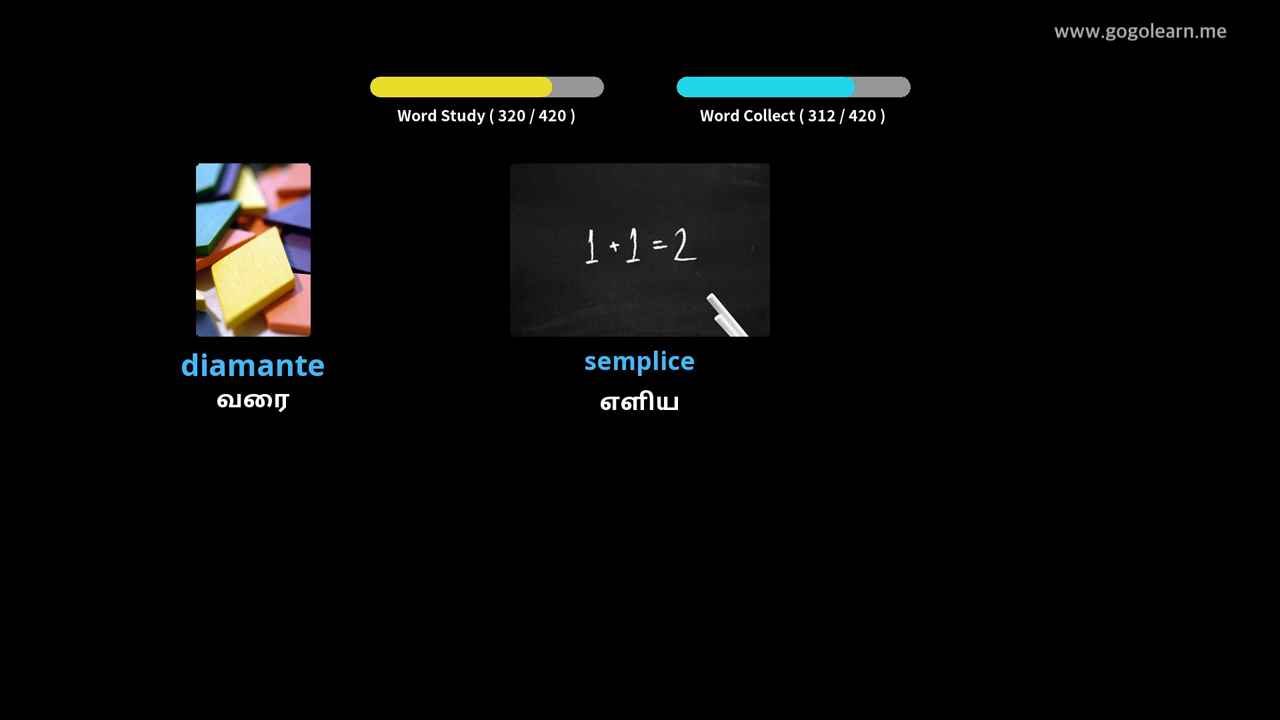 www.gogolearn.me
Word Study ( 320 / 420 )
Word Collect ( 312 / 420 )
1 + 1 = 2
diamante
வரை
semplice
எளிய